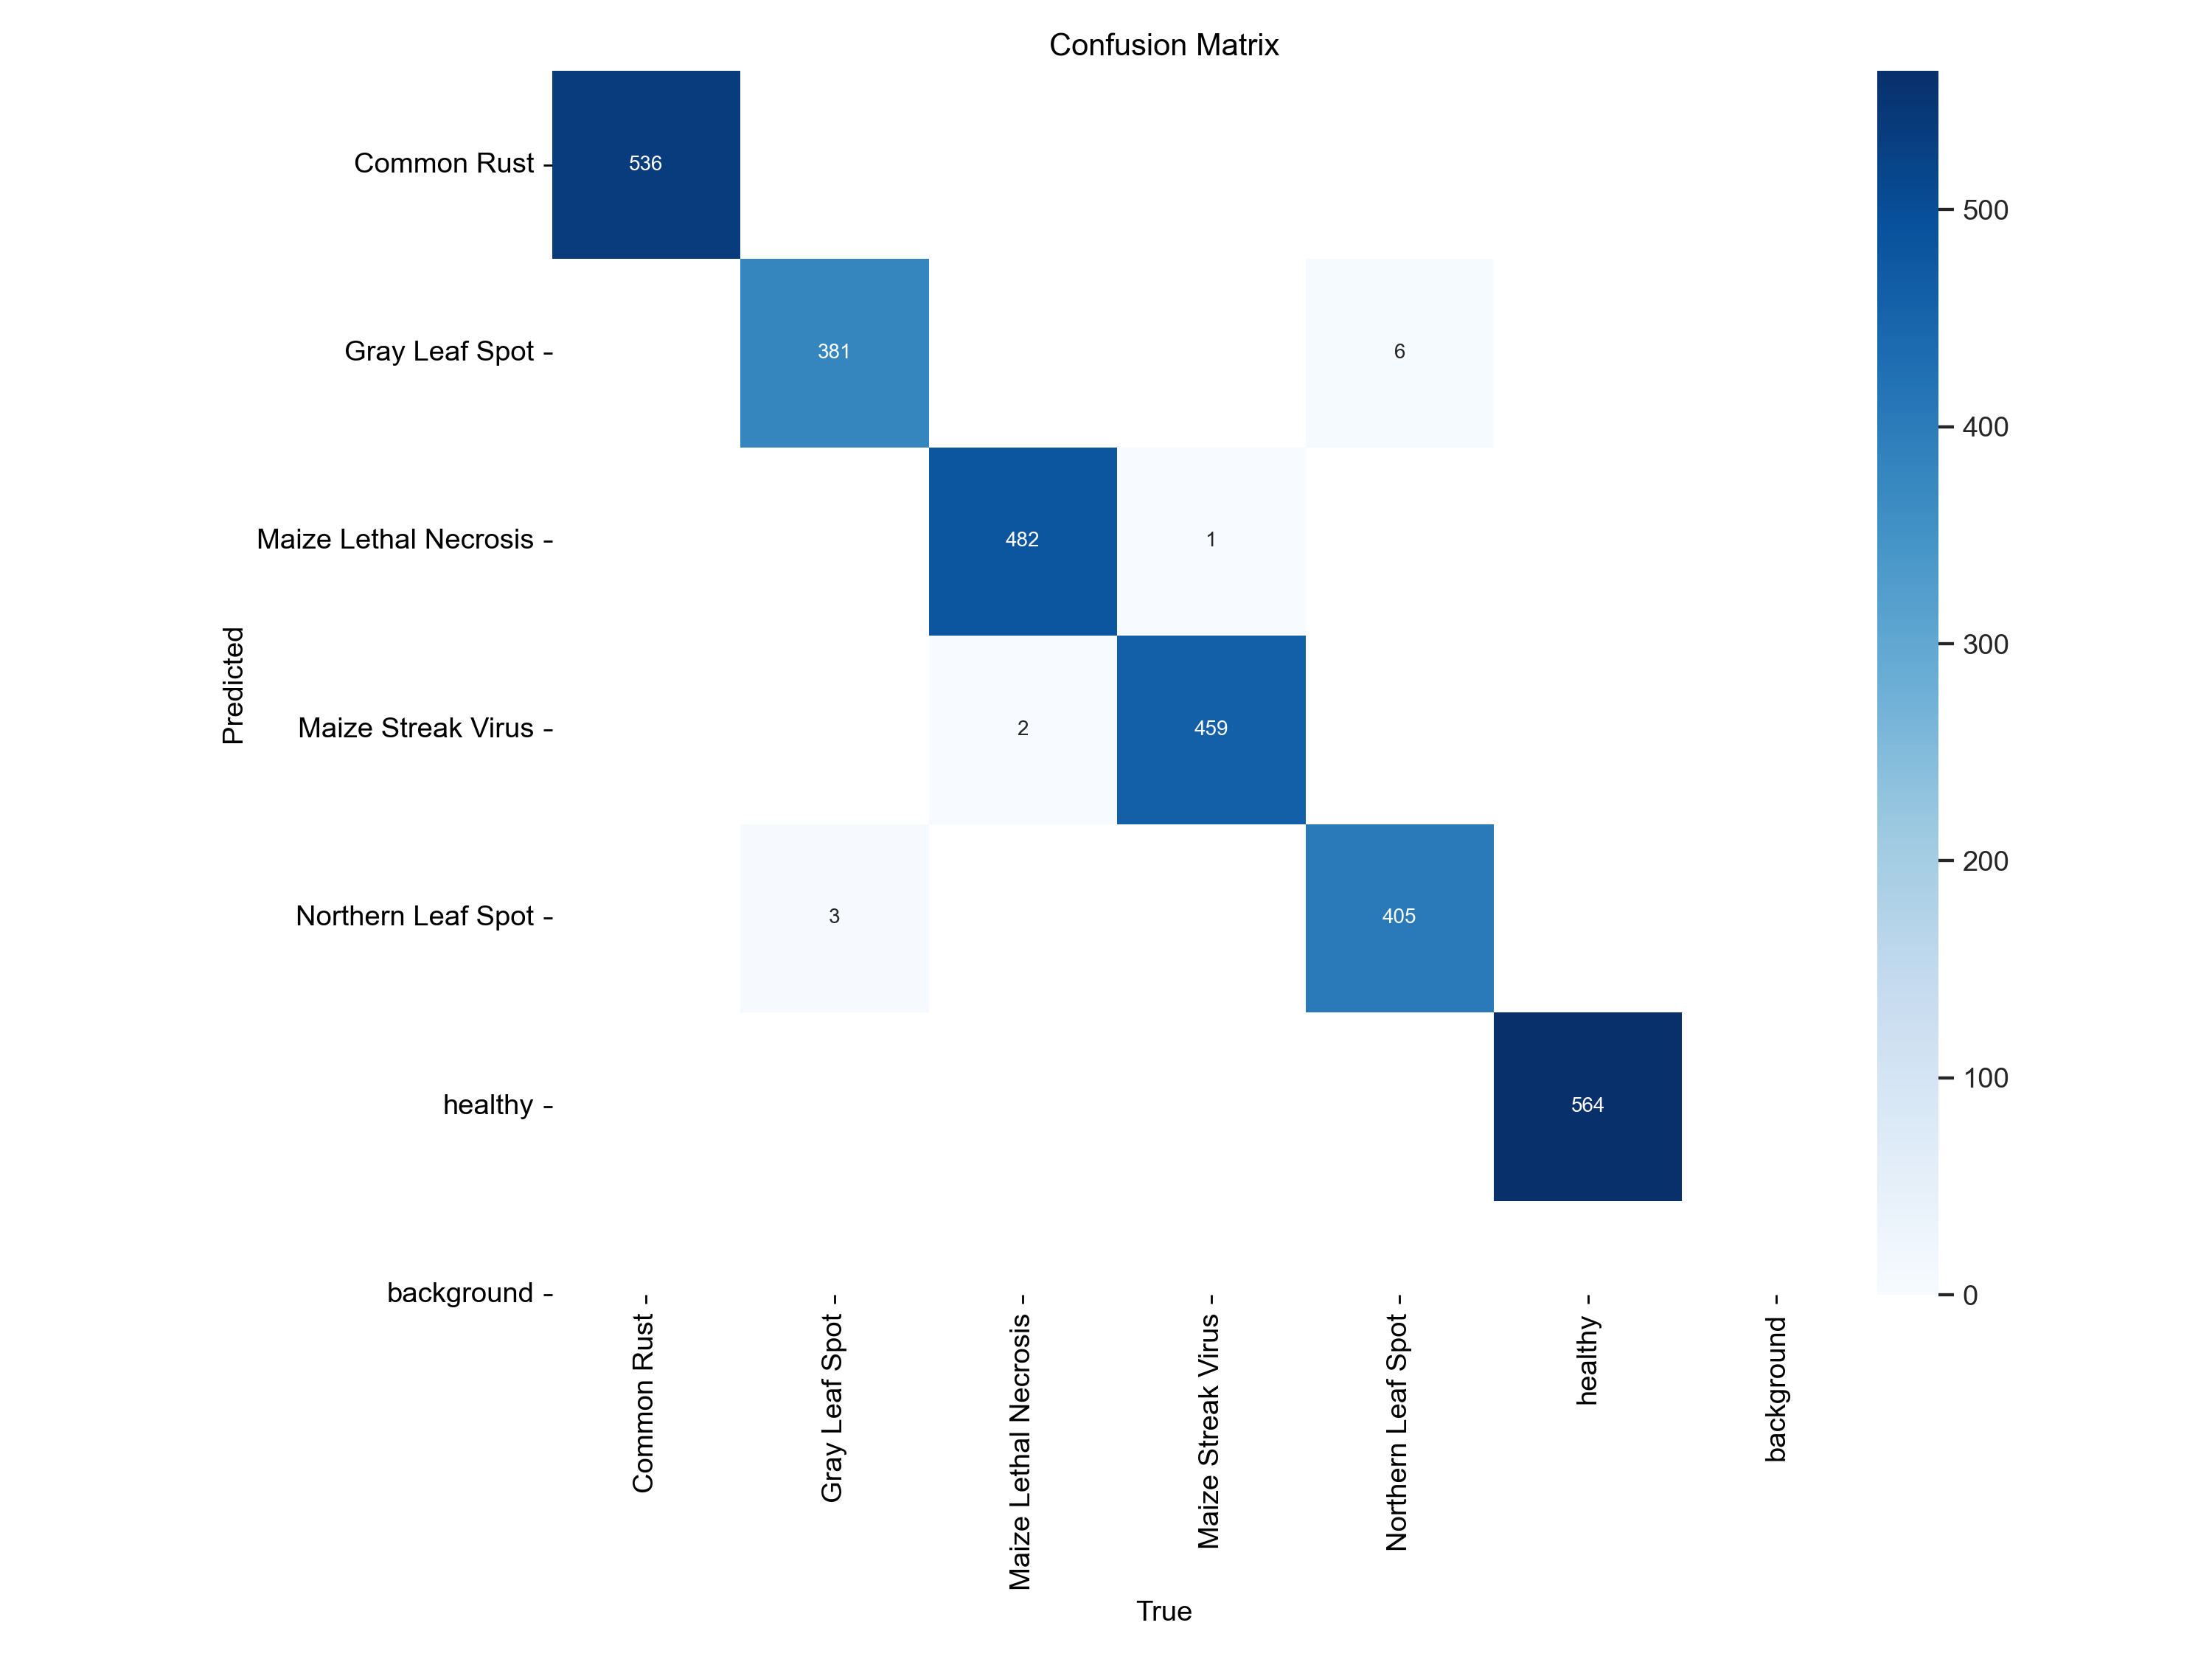 Confusion Matrix
Common Rust
536
Gray Leaf Spot
381
6
Maize Lethal Necrosis
482
1
Maize Streak Virus
2
459
Northern Leaf Spot
3
405
healthy
564
background
Predicted
Common Rust
Gray Leaf Spot
Maize Lethal Necrosis
Maize Streak Virus
Northern Leaf Spot
healthy
background
True
500
400
300
200
100
0